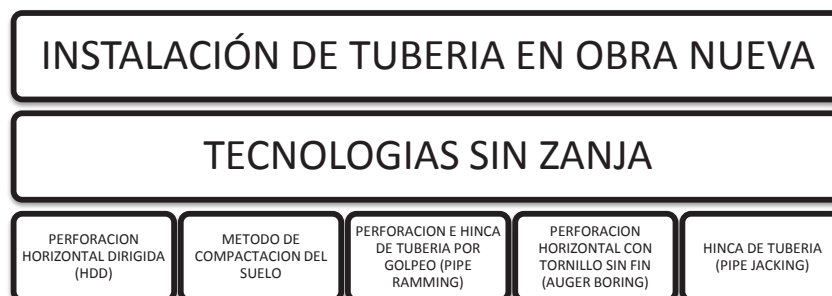 INSTALACIÓN DE TUBERIA EN OBRA NUEVA
TECNOLOGIAS SIN ZANJA
PERFORACION
HORIZONTAL DIRIGIDA
(HDD)
METODO DE
COMPACTACION DEL
SUELO
PERFORACION E HINCA
DE TUBERIA POR
GOLPEO (PIPE
RAMMING)
PERFORACION
HORIZONTAL CON
TORNILLO SIN FIN
(AUGER BORING)
HINCA DE TUBERIA
(PIPE JACKING)